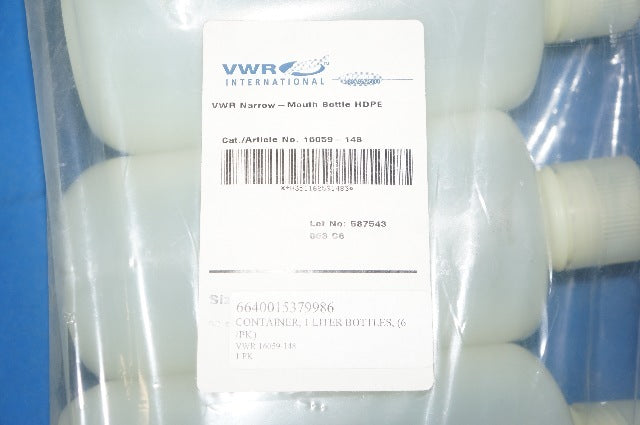 VWR
INTERNATIONAL
VWR Narrow-Mouth Bottle HDPE
Cat./Article No. 16059-148
Lot No: 587543
Si
6640015379986
CONTAINER, 1 LITER BOTTLES, (6
/PK)
VWR 16059-148
1 PK